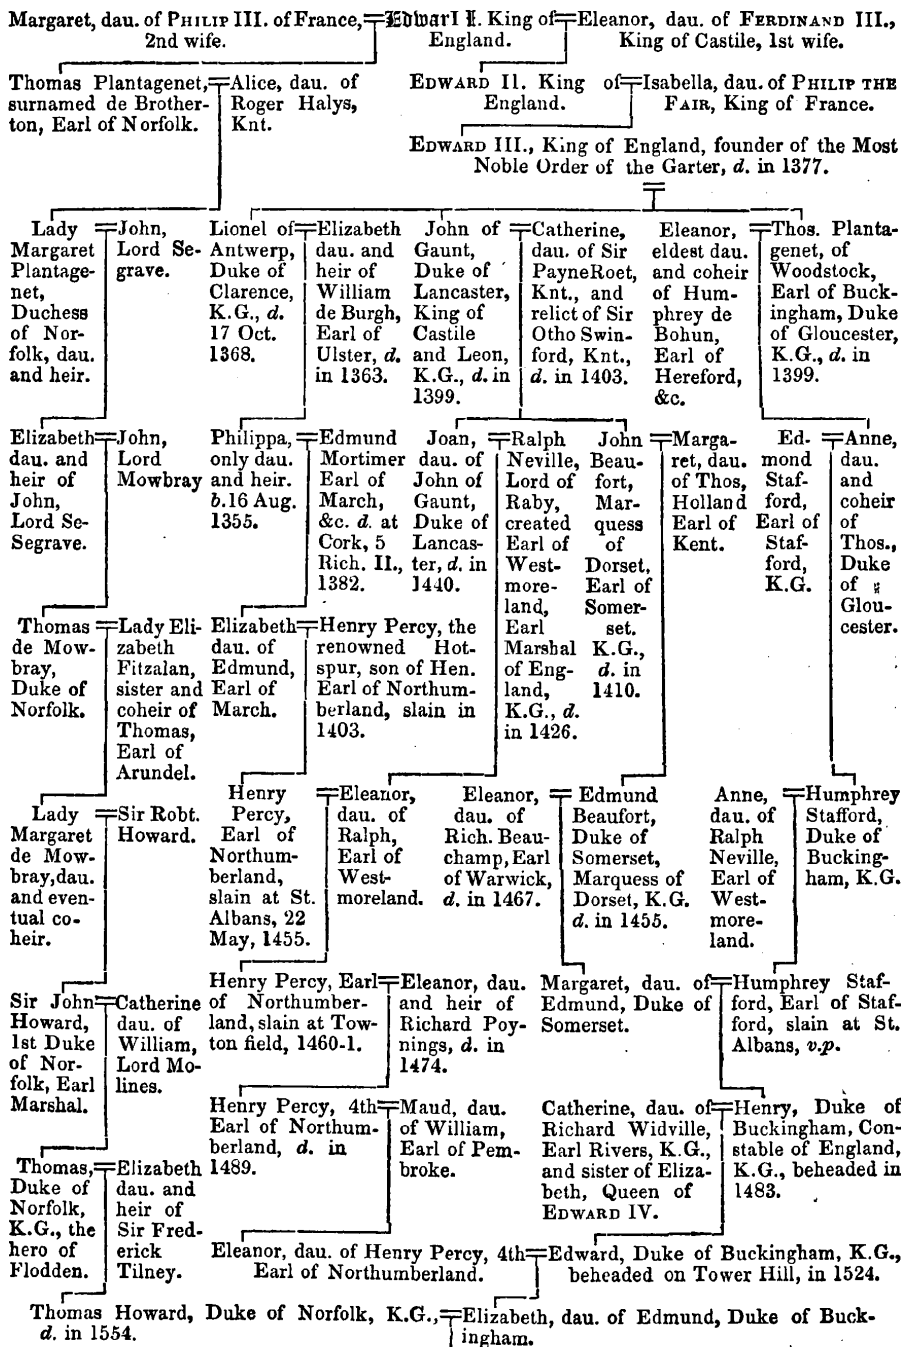 Margaret, dau. of PHILIP III. of France,
2nd wife.
Edward I. King of
England.
Eleanor, dau. of FERDINAND III.,
King of Castile, 1st wife.
Thomas Plantagenet,
surnamed de Brother-
ton, Earl of Norfolk.
Alice, dau. of
Roger Halys,
Knt.
EDWARD II. King of
England.
Isabella, dau. of PHILIP THE
FAIR, King of France.
EDWARD III., King of England, founder of the Most
Noble Order of the Garter, d. in 1377.
Lady
Margaret
Plantage-
net,
Duchess
of Nor-
folk, dau.
and heir.
John,
Lord Se-
grave.
Lionel of
Antwerp,
Duke of
Clarence,
K.G., d.
17 Oct.
1368.
Elizabeth
dau. and
heir of
William
de Burgh,
Earl of
Ulster, d.
in 1363.
John of
Gaunt,
Duke of
Lancaster,
King of
Castile
and Leon,
K.G., d. in
1399.
Catherine,
dau. of Sir
PayneRoet,
Knt., and
relict of Sir
Otho Swin-
ford, Knt.,
d. in 1403.
Eleanor,
eldest dau.
and coheir
of Hum-
phrey de
Bohun,
Earl of
Hereford,
&c.
Thos. Planta-
genet, of
Woodstock,
Earl of Buck-
ingham, Duke
of Gloucester,
K.G., d. in
1399.
Elizabeth
dau. and
heir of
John,
Lord Se-
Segrave.
John,
Lord
Mowbray
Philippa,
only dau.
and heir.
b.16 Aug.
1355.
Edmund
Mortimer
Earl of
March,
&c. d. at
Cork, 5
Rich. II.,
1382.
Joan,
dau. of
John of
Gaunt,
Duke of
Lancas-
ter, d. in
1440.
Ralph
Neville,
Lord of
Raby,
created
Earl of
West-
more-
land,
Earl
Marshal
of Eng-
land,
K.G., d.
in 1426.
John
Beau-
fort,
Mar-
quess
of
Dorset,
Earl of
Somer-
set.
K.G.,
d. in
1410.
Marga-
ret, dau.
of Thos,
Holland
Earl of
Kent.
Ed-
mond
Staf-
ford,
Earl of
Staf-
ford,
K.G.
Anne,
dau.
and
coheir
of
Thos.,
Duke
of
Glou-
cester.
Thomas
de Mow-
bray,
Duke of
Norfolk.
Lady Eli-
zabeth
Fitzalan,
sister and
coheir of
Thomas,
Earl of
Arundel.
Elizabeth
dau. of
Edmund,
Earl of
March.
Henry Percy, the
renowned Hot-
spur, son of Hen.
Earl of Northum-
berland, slain in
1403.
Lady
Margaret
de Mow-
bray,dau.
and even-
tual co-
heir.
Sir Robt.
Howard.
Henry
Percy,
Earl of
Northum-
berland,
slain at St.
Albans, 22
May, 1455.
Eleanor,
dau. of
Ralph,
Earl of
West-
moreland.
Eleanor,
dau. of
Rich. Beau-
champ, Earl
of Warwick,
d. in 1467.
Edmund
Beaufort,
Duke of
Somerset,
Marquess of
Dorset, K.G.
d. in 1455.
Anne,
dau. of
Ralph
Neville,
Earl of
West-
more-
land.
Humphrey
Stafford,
Duke of
Bucking-
ham, K.G.
Sir John
Howard,
1st Duke
of Nor-
folk, Earl
Marshal.
Catherine
dau. of
William,
Lord Mo-
lines.
Henry Percy, Earl
of Northumber-
land, slain at Tow-
ton field, 1460-1.
Eleanor, dau.
and heir of
Richard Poy-
nings, d. in
1474.
Margaret, dau. of
Edmund, Duke of
Somerset.
Humphrey Staf-
ford, Earl of Staf-
ford, slain at St.
Albans, v.p.
Henry Percy, 4th
Earl of Northum-
berland, d. in
1489.
Maud, dau.
of William,
Earl of Pem-
broke.
Catherine, dau. of
Richard Widville,
Earl Rivers, K.G.,
and sister of Eliza-
beth, Queen of
EDWARD IV.
Henry, Duke of
Buckingham, Con-
stable of England,
K.G., beheaded in
1483.
Thomas,
Duke of
Norfolk,
K.G., the
hero of
Flodden.
Elizabeth
dau. and
heir of
Sir Fred-
erick
Tilney.
Eleanor, dau. of Henry Percy, 4th
Earl of Northumberland.
Edward, Duke of Buckingham, K.G.,
beheaded on Tower Hill, in 1524.
Thomas Howard, Duke of Norfolk, K.G.,
d. in 1554.
Elizabeth, dau. of Edmund, Duke of Buck-
ingham.